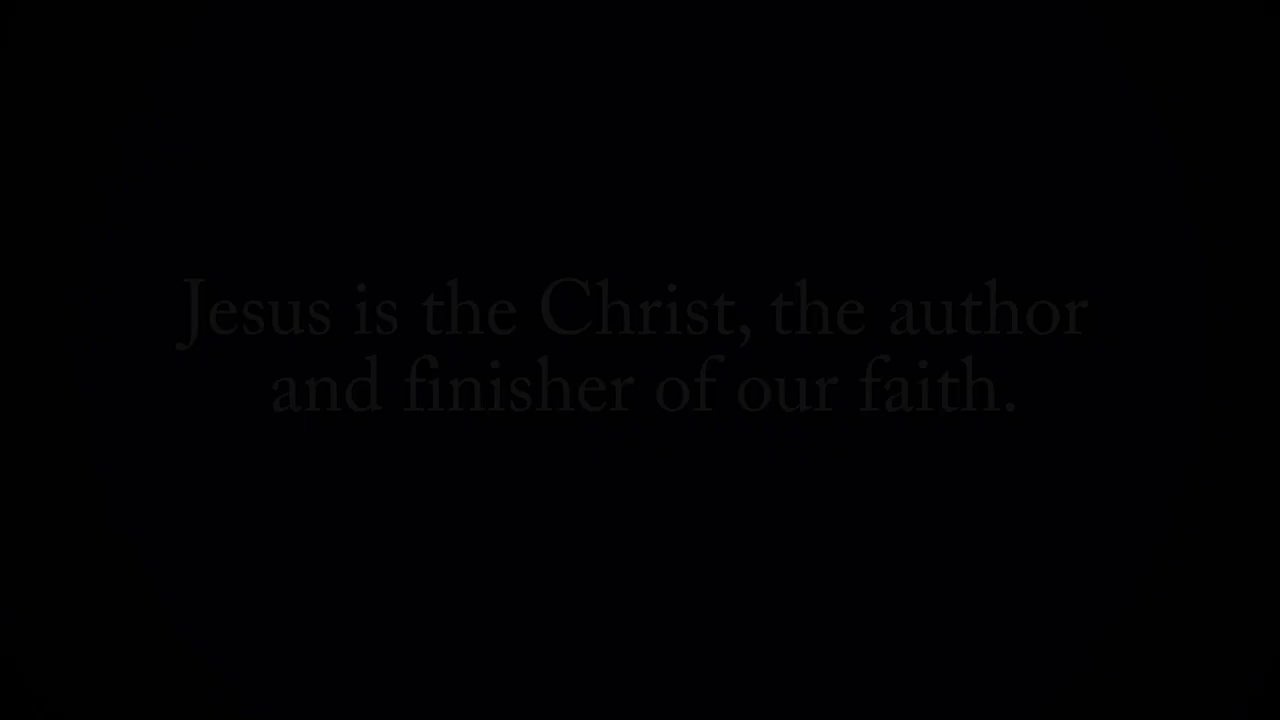 Jesus is the Christ, the author
and finisher of our faith.